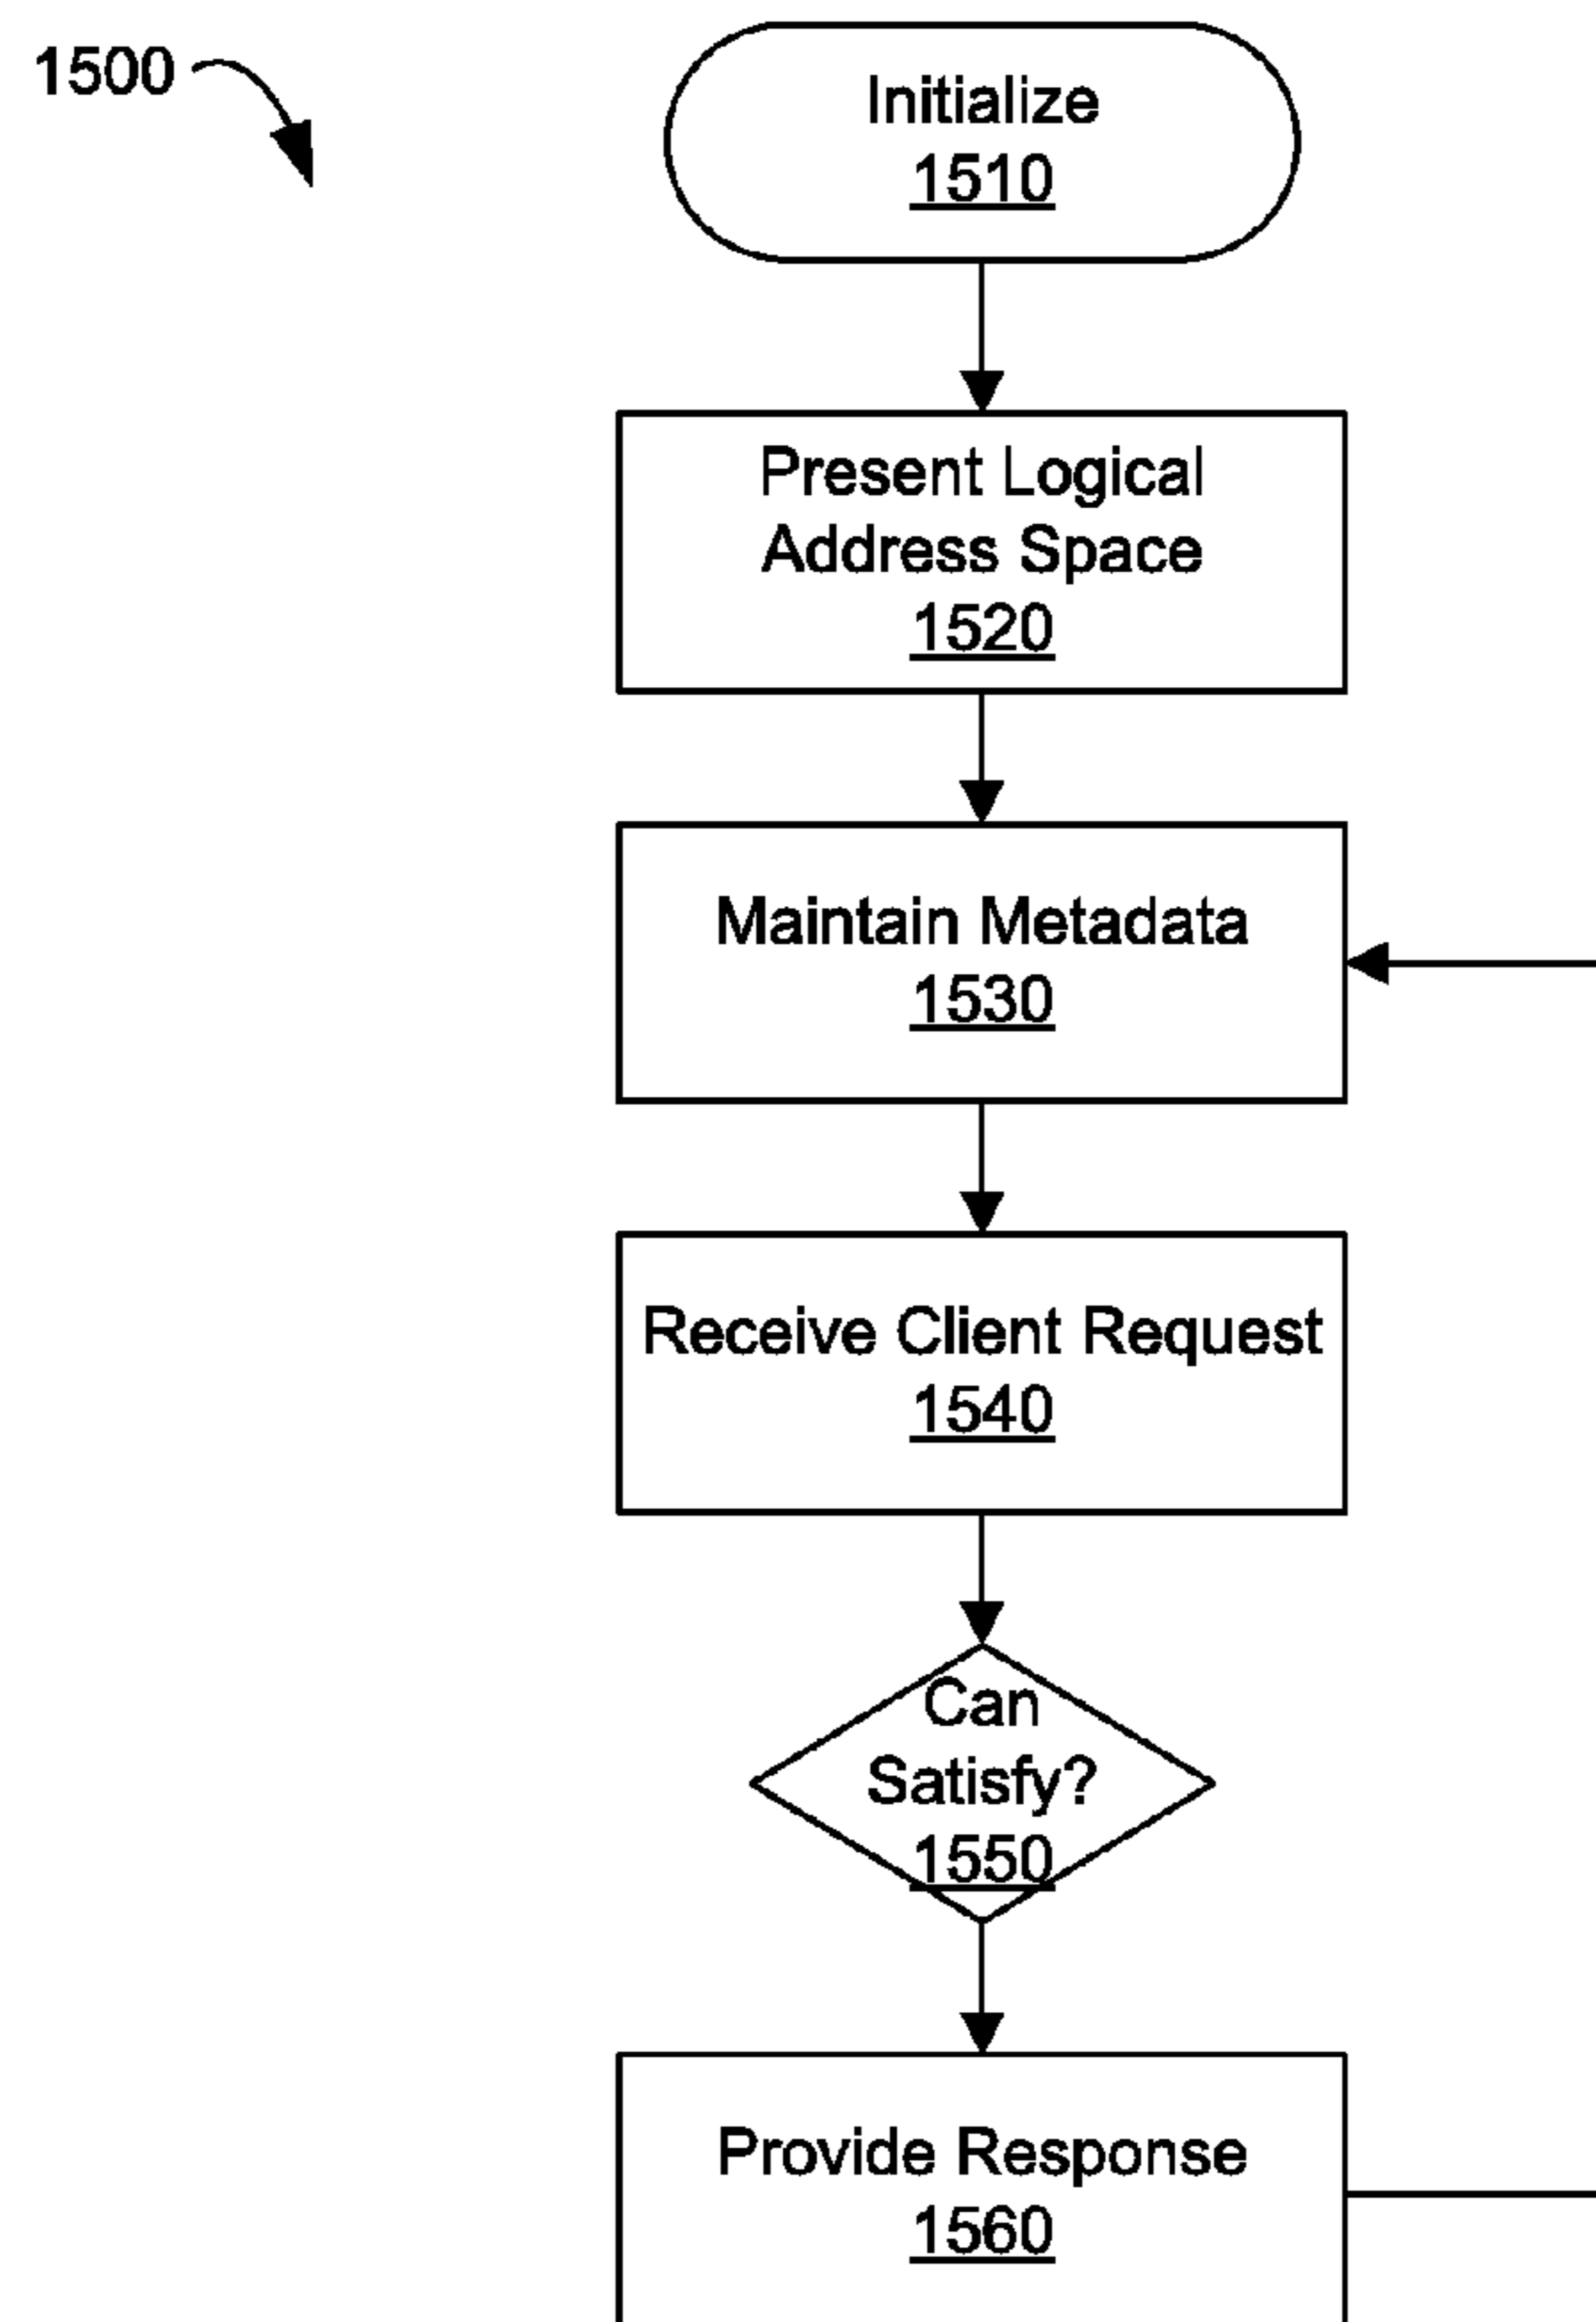 1500
Initialize
1510
Present Logical
Address Space
1520
Maintain Metadata
1530
Receive Client Request
1540
Can
Satisfy?
1550
Provide Response
1560